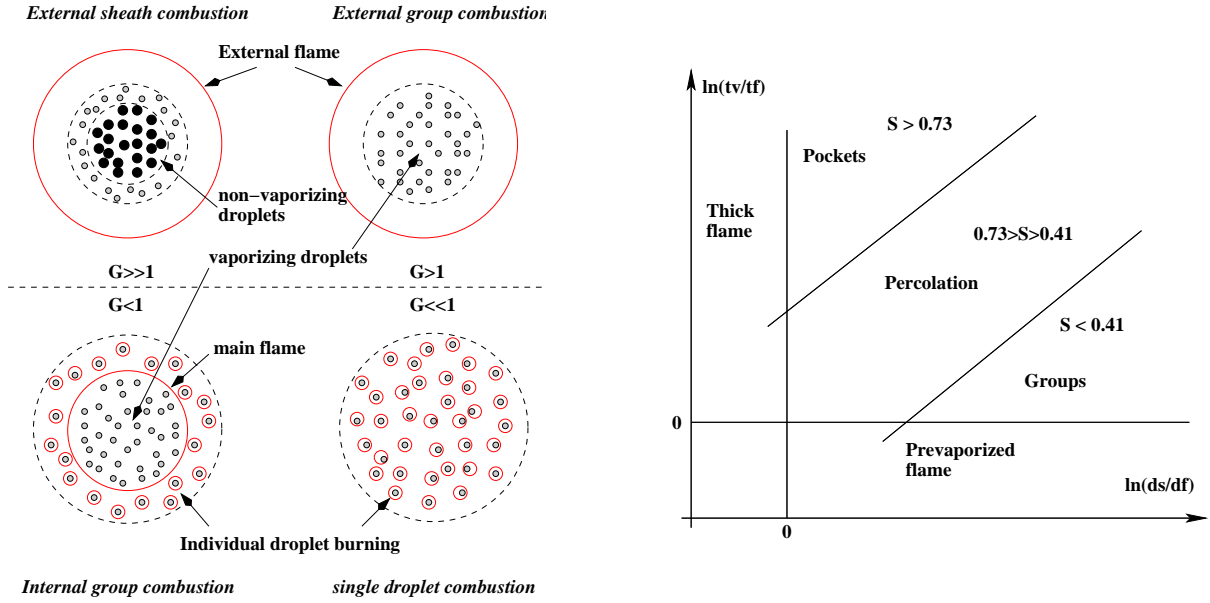 External sheath combustion
External group combustion
External flame
non-vaporizing
droplets
vaporizing droplets
G>>1
G>1
G<1
G<<1
main flame
Individual droplet burning
Internal group combustion
single droplet combustion
ln(tv/tf)
S > 0.73
Pockets
Thick
flame
0.73>S>0.41
Percolation
S < 0.41
Groups
0
Prevaporized
flame
ln(ds/df)
0